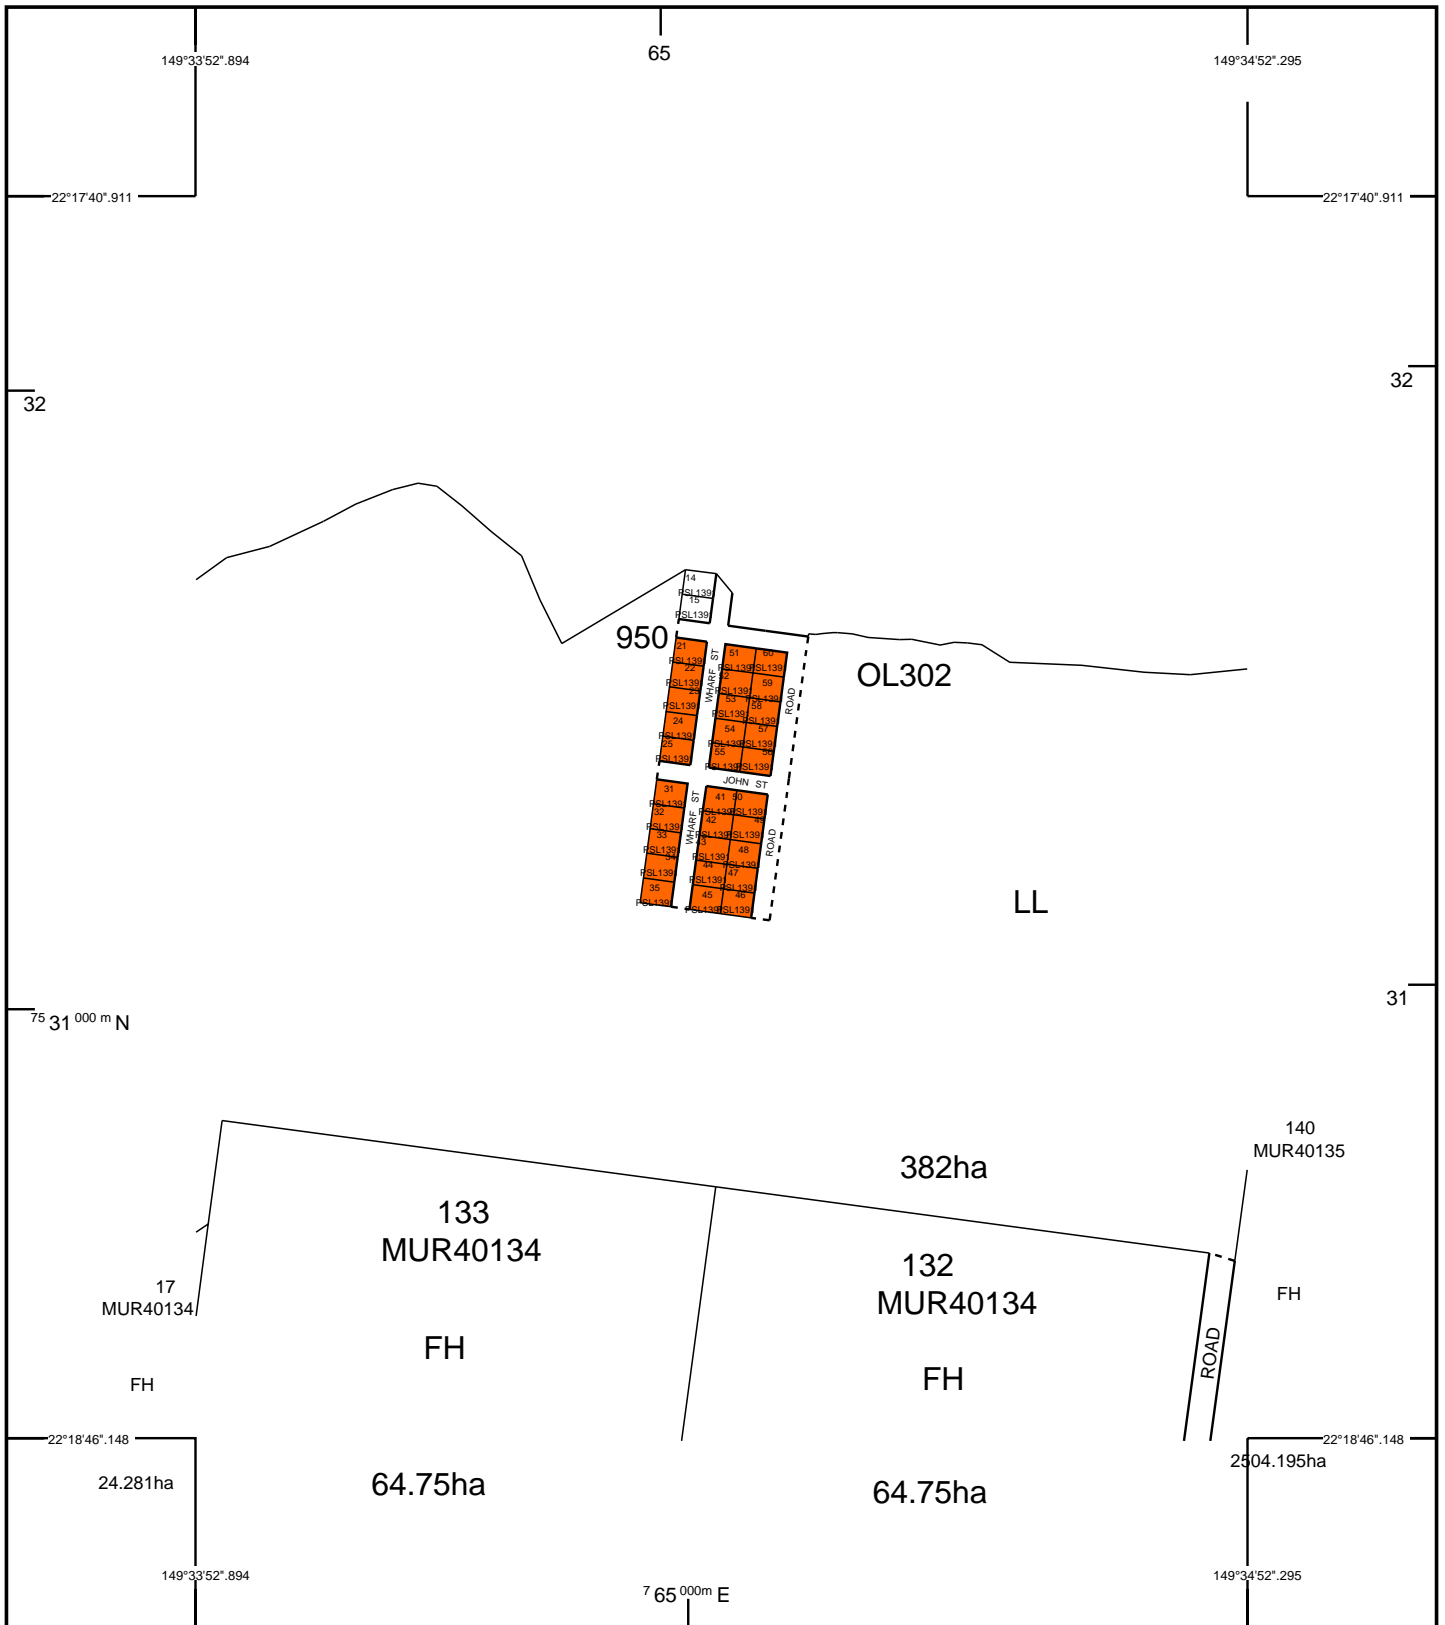 149°33'52".894
65
149°34'52".295
22°17'40".911
22°17'40".911
32
32
14
PSL139
15
PSL139
950
21
PSL139
22
PSL139
23
PSL139
24
PSL139
25
PSL139
WHARF ST
51
PSL139
60
PSL139
52
PSL139
59
PSL139
53
PSL139
58
PSL139
54
PSL139
57
PSL139
55
PSL139
56
PSL139
ROAD
OL302
JOHN ST
31
PSL139
32
PSL139
33
PSL139
34
PSL139
35
PSL139
WHARF ST
41
PSL139
50
PSL139
42
PSL139
49
PSL139
43
PSL139
48
PSL139
44
PSL139
47
PSL139
45
PSL139
46
PSL139
ROAD
LL
31
75 31 000 m N
140
MUR40135
382ha
133
MUR40134
132
MUR40134
17
MUR40134
FH
FH
FH
FH
ROAD
22°18'46".148
22°18'46".148
24.281ha
64.75ha
64.75ha
2504.195ha
149°33'52".894
7 65 000m E
149°34'52".295